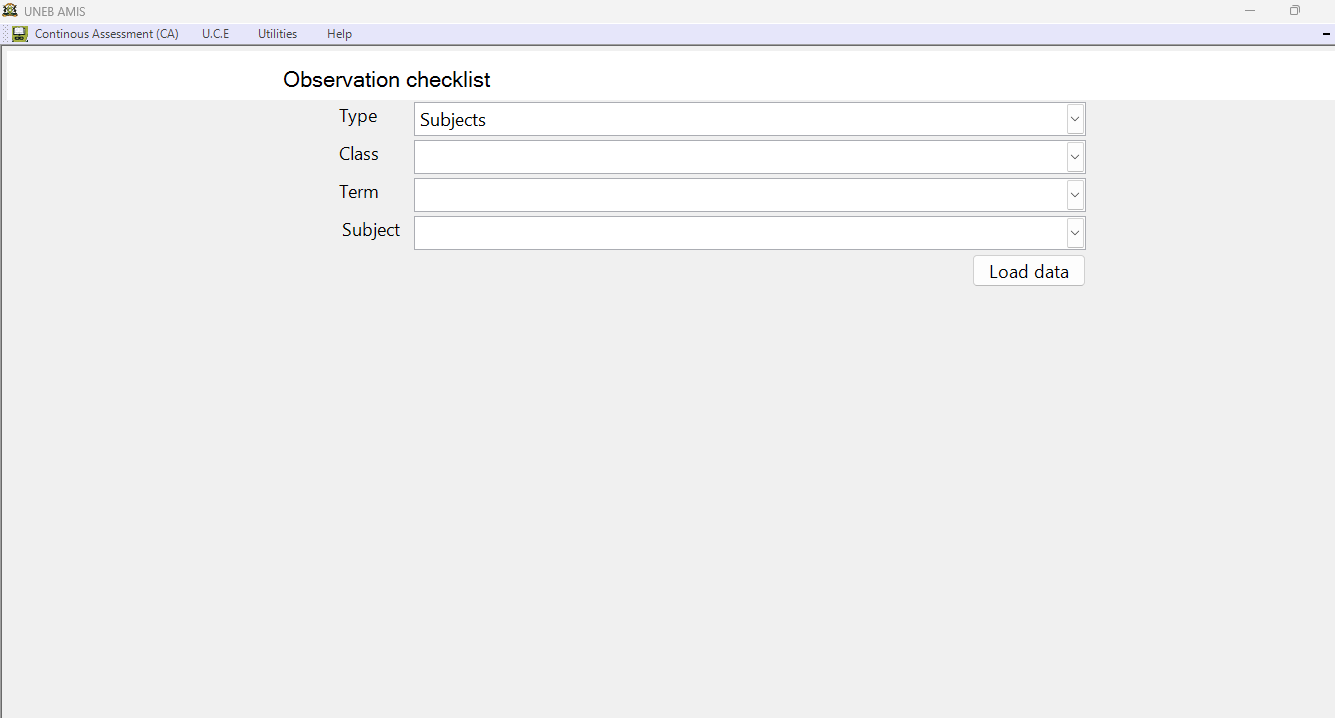 UNEB AMIS
Continous Assessment (CA) U.C.E Utilities Help
Observation checklist
Type Subjects
Class
Term
Subject
Load data